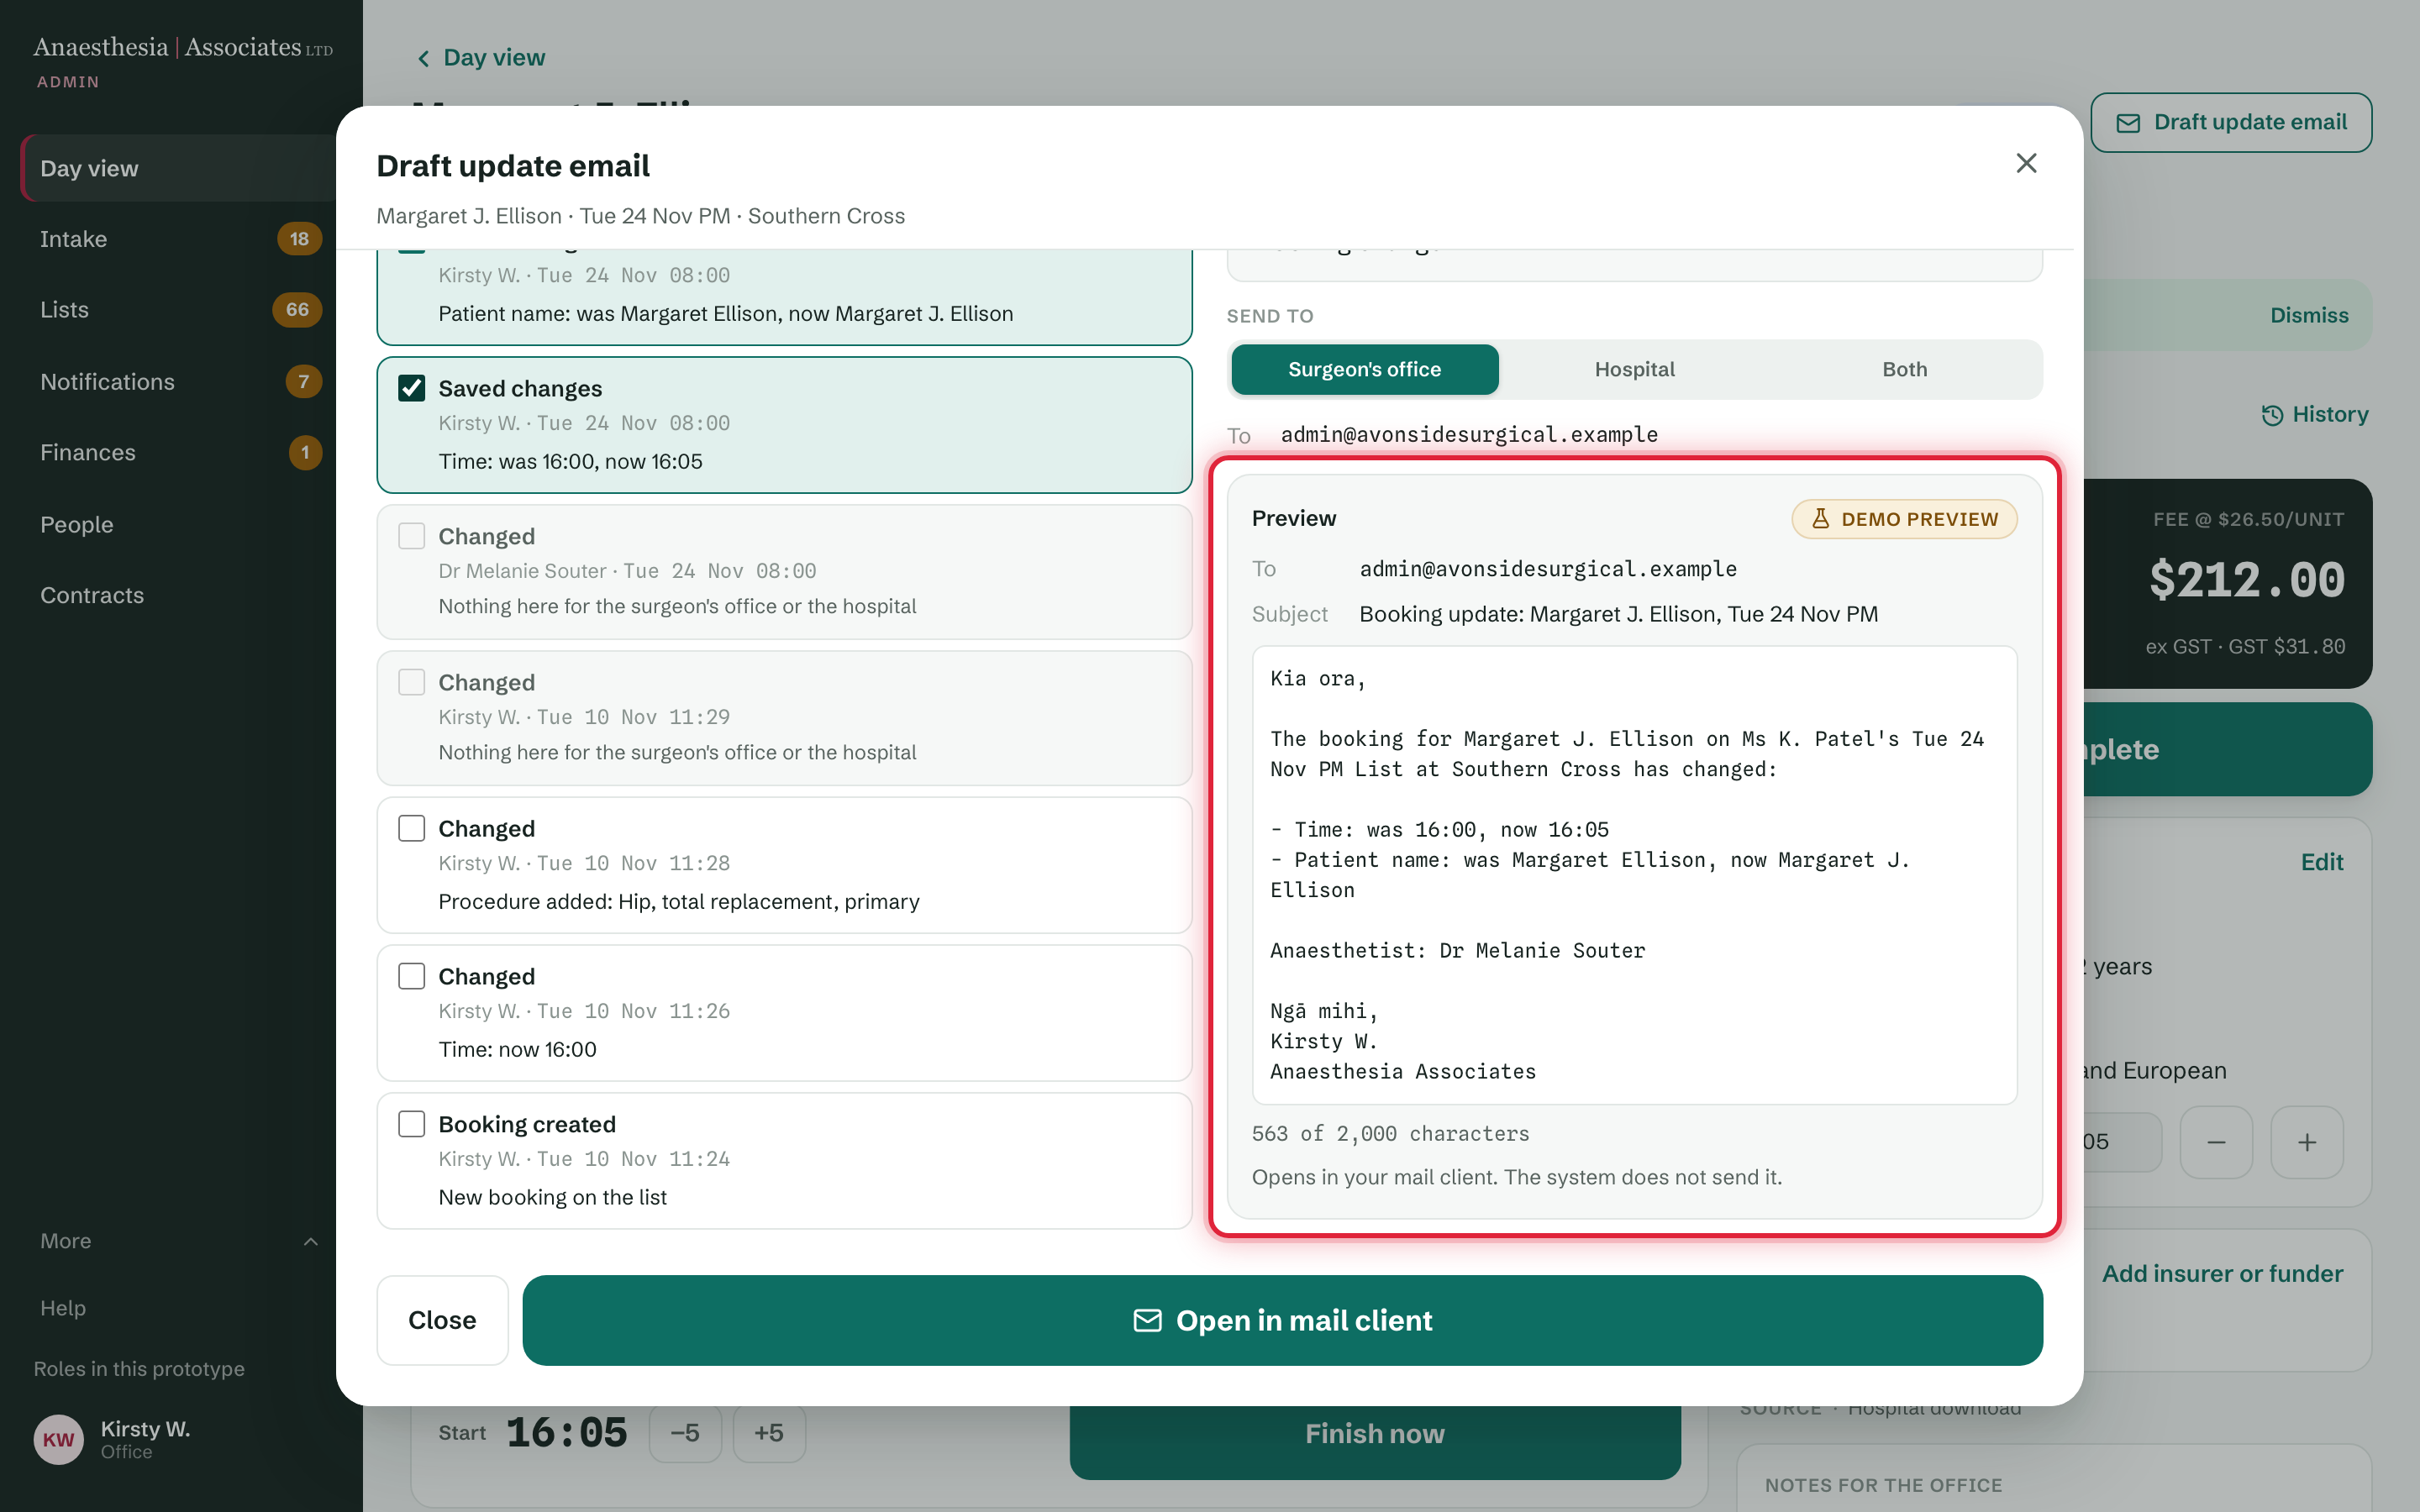 Anaesthesia | Associates LTD
ADMIN
Day view
Intake 18
Lists 66
Notifications 7
Finances 1
People
Contracts
More
Help
Roles in this prototype
KW Kirsty W.
Office
Day view
Draft update email
Dismiss
History
FEE @ $26.50/UNIT
$212.00
ex GST · GST $31.80
Edit
years
European
05
Add insurer or funder
SOURCE · Hospital download
NOTES FOR THE OFFICE
Start 16:05 −5 +5
Finish now
Draft update email
Margaret J. Ellison · Tue 24 Nov PM · Southern Cross
Kirsty W. · Tue 24 Nov 08:00
Patient name: was Margaret Ellison, now Margaret J. Ellison
Saved changes
Kirsty W. · Tue 24 Nov 08:00
Time: was 16:00, now 16:05
Changed
Dr Melanie Souter · Tue 24 Nov 08:00
Nothing here for the surgeon's office or the hospital
Changed
Kirsty W. · Tue 10 Nov 11:29
Nothing here for the surgeon's office or the hospital
Changed
Kirsty W. · Tue 10 Nov 11:28
Procedure added: Hip, total replacement, primary
Changed
Kirsty W. · Tue 10 Nov 11:26
Time: now 16:00
Booking created
Kirsty W. · Tue 10 Nov 11:24
New booking on the list
SEND TO
Surgeon's office Hospital Both
To admin@avonsidesurgical.example
Preview DEMO PREVIEW
To admin@avonsidesurgical.example
Subject Booking update: Margaret J. Ellison, Tue 24 Nov PM
Kia ora,
The booking for Margaret J. Ellison on Ms K. Patel's Tue 24
Nov PM List at Southern Cross has changed:
- Time: was 16:00, now 16:05
- Patient name: was Margaret Ellison, now Margaret J.
Ellison
Anaesthetist: Dr Melanie Souter
Ngā mihi,
Kirsty W.
Anaesthesia Associates
563 of 2,000 characters
Opens in your mail client. The system does not send it.
Close
Open in mail client